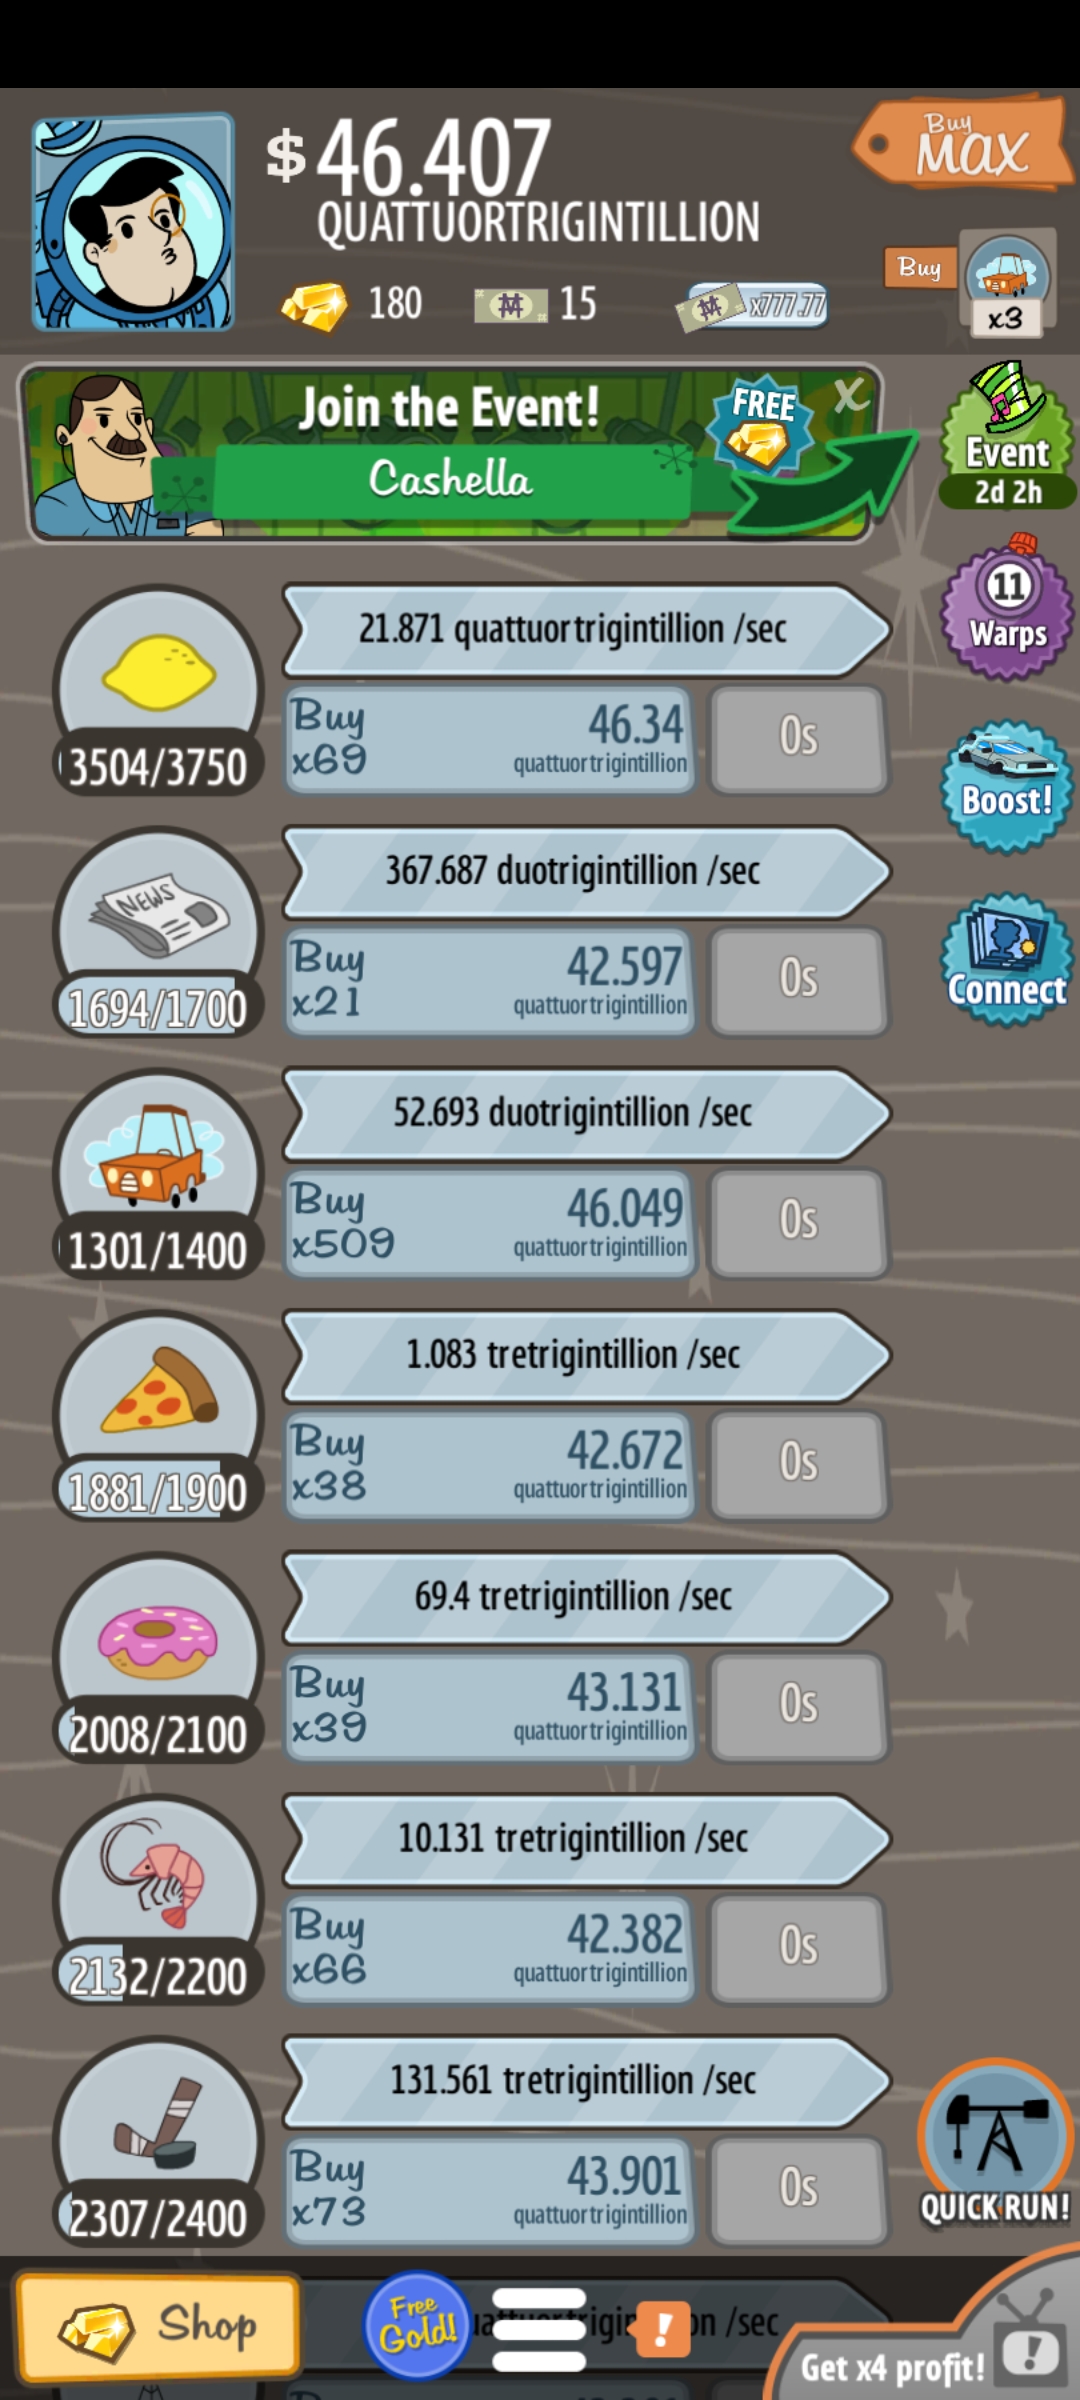 $ 46.407
QUATTUORTRIGINTILLION
Buy
MAX
180
15
x777.77
Buy
x3
Join the Event!
FREE
X
Cashella
Event
2d 2h
11
Warps
Boost!
Connect
21.871 quattuortrigintillion /sec
3504/3750
Buy
x69
46.34
quattuortrigintillion
0s
NEWS
367.687 duotrigintillion /sec
1694/1700
Buy
x21
42.597
quattuortrigintillion
0s
52.693 duotrigintillion /sec
1301/1400
Buy
x509
46.049
quattuortrigintillion
0s
1.083 tretrigintillion /sec
1881/1900
Buy
x38
42.672
quattuortrigintillion
0s
69.4 tretrigintillion /sec
2008/2100
Buy
x39
43.131
quattuortrigintillion
0s
10.131 tretrigintillion /sec
2132/2200
Buy
x66
42.382
quattuortrigintillion
0s
131.561 tretrigintillion /sec
2307/2400
Buy
x73
43.901
quattuortrigintillion
0s
QUICK RUN!
Shop
Free
Gold!
!
/sec
Get x4 profit!
!
Buy